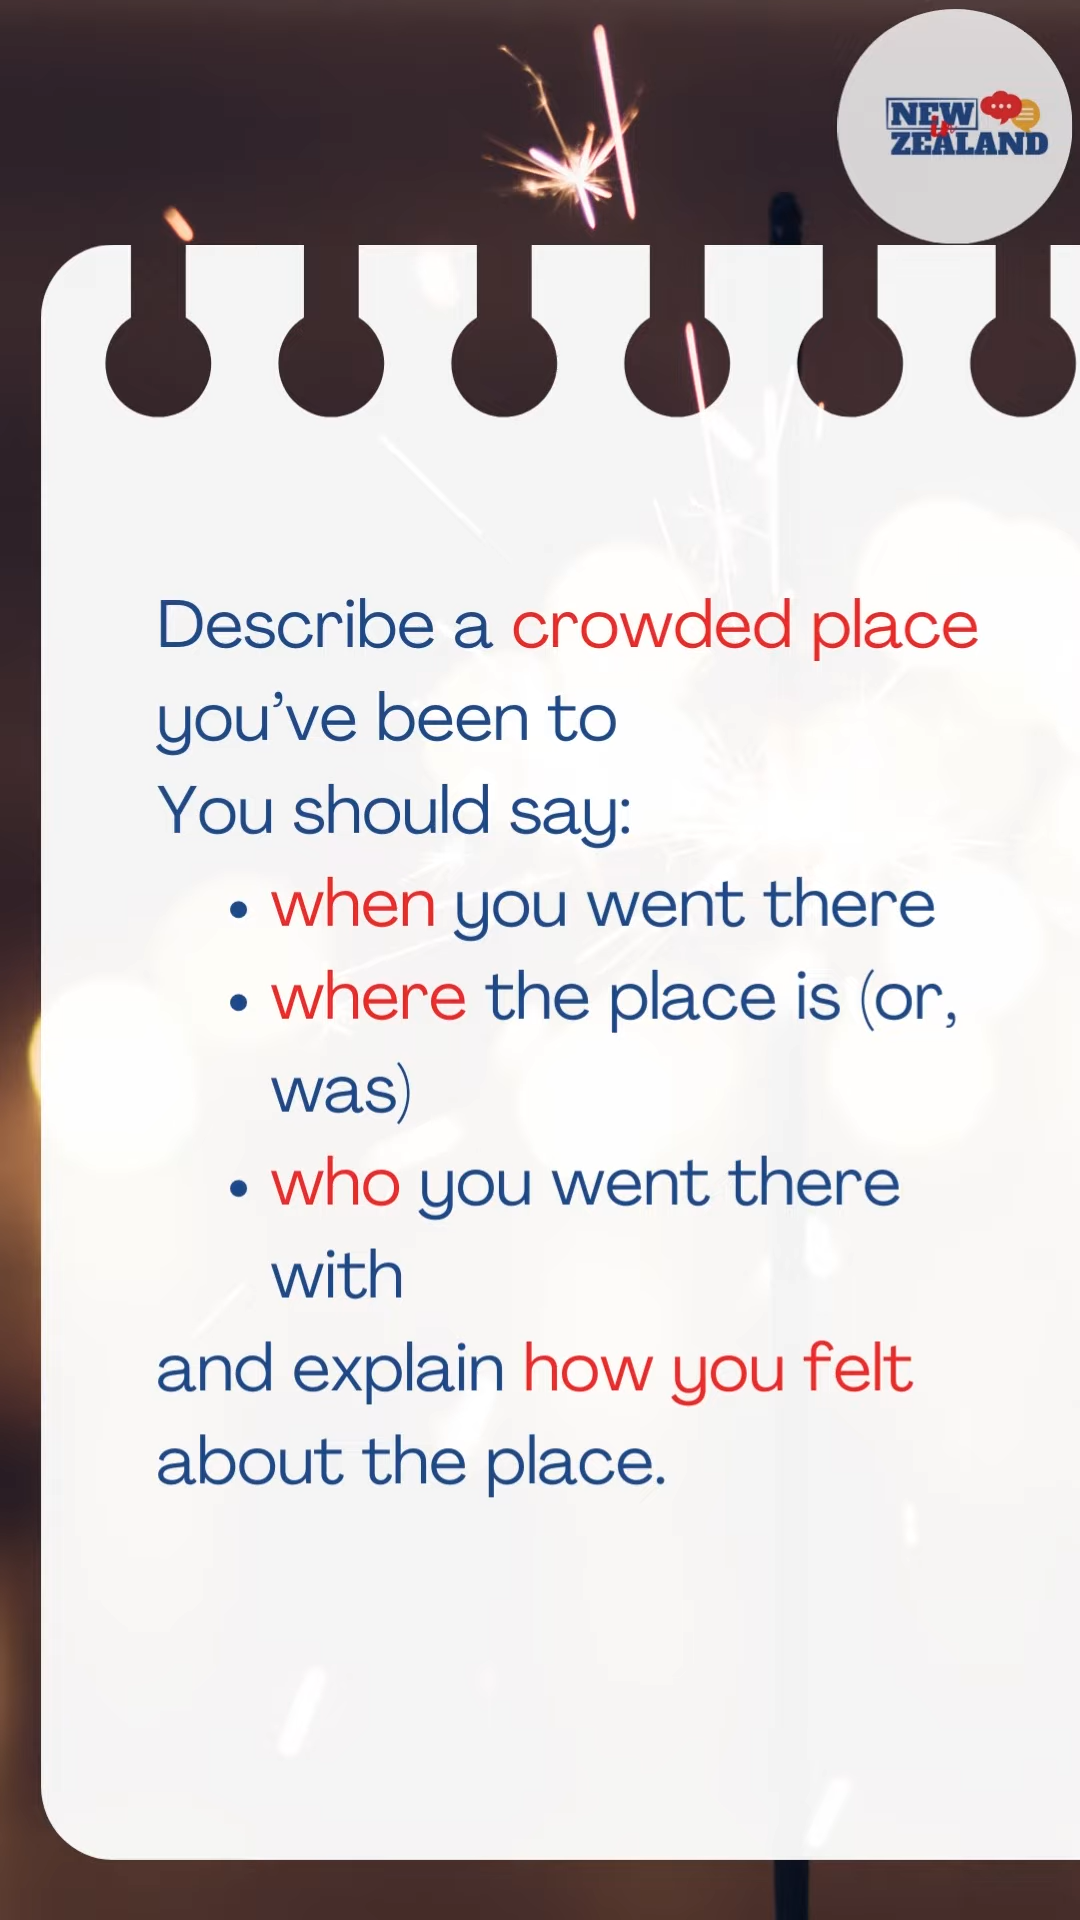 NEW
ZEALAND
Describe a crowded place
you've been to
You should say:
• when you went there
• where the place is (or,
was)
• who you went there
with
and explain how you felt
about the place.